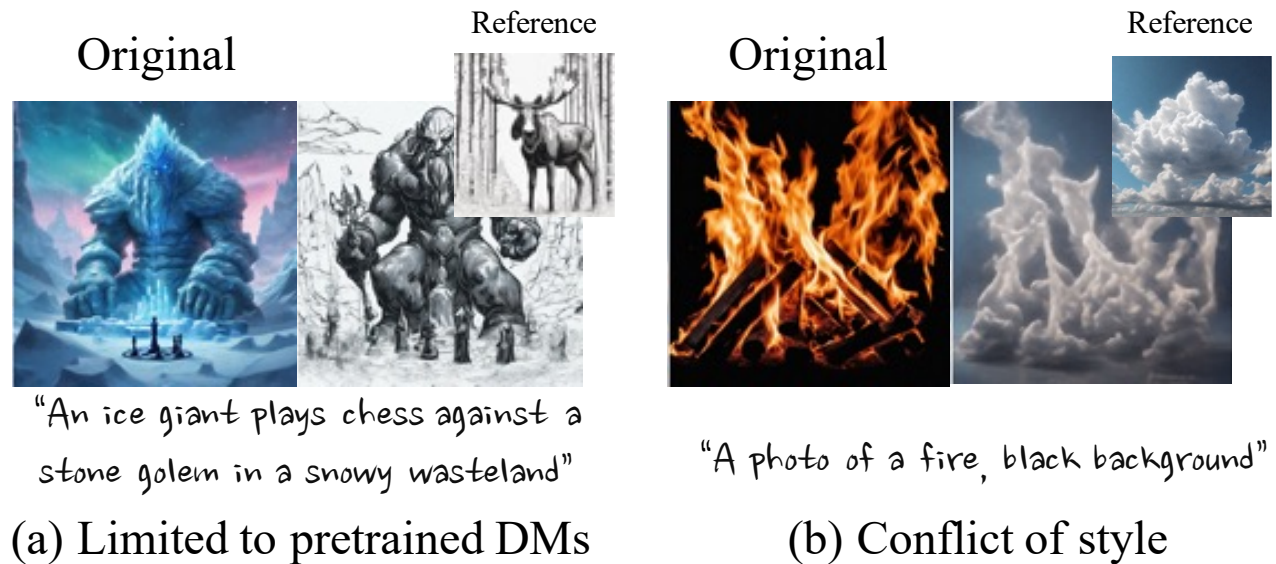 Original
Reference
"An ice giant plays chess against a
stone golem in a snowy wasteland"
(a) Limited to pretrained DMs
Original
Reference
"A photo of a fire, black background"
(b) Conflict of style